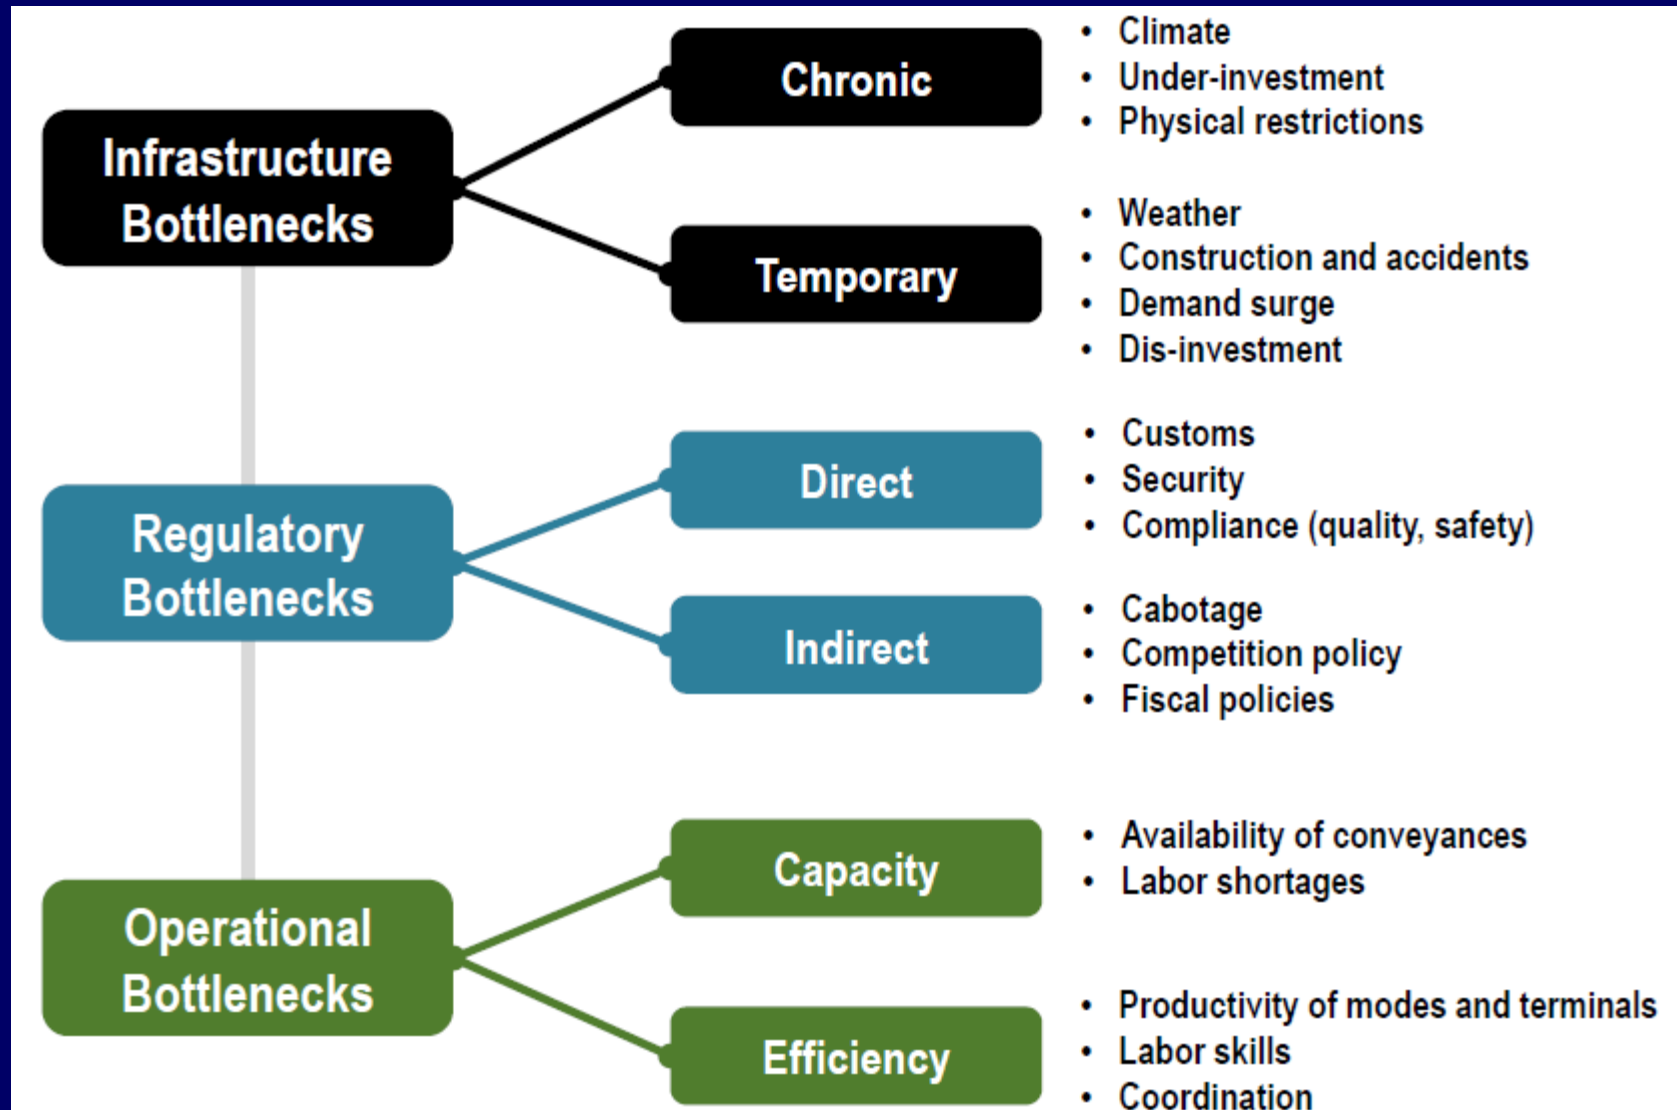 Infrastructure
Bottlenecks
Chronic
• Climate
• Under-investment
• Physical restrictions
Temporary
• Weather
• Construction and accidents
• Demand surge
• Dis-investment
Regulatory
Bottlenecks
Direct
• Customs
• Security
• Compliance (quality, safety)
Indirect
• Cabotage
• Competition policy
• Fiscal policies
Operational
Bottlenecks
Capacity
• Availability of conveyances
• Labor shortages
Efficiency
• Productivity of modes and terminals
• Labor skills
• Coordination